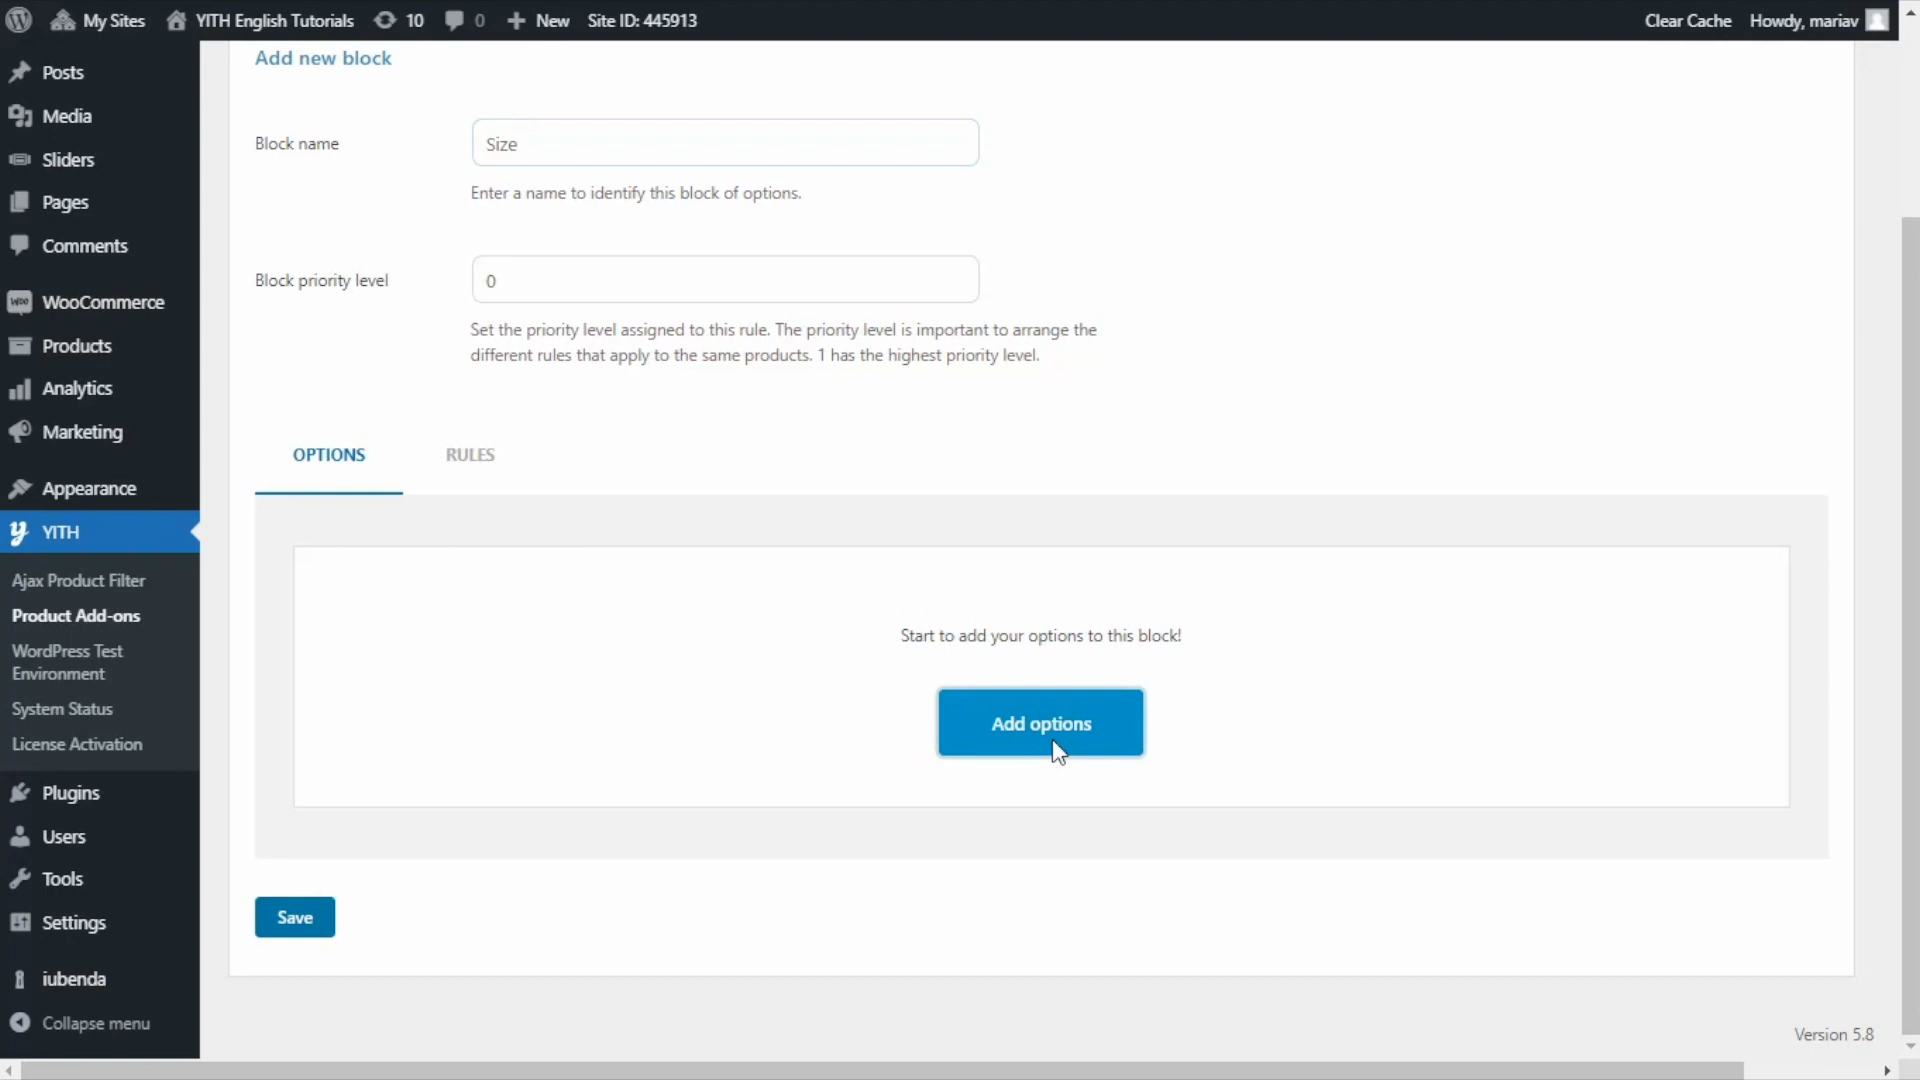 My Sites YITH English Tutorials 10 0 New Site ID: 445913 Clear Cache Howdy, mariav
Posts
Media
Sliders
Pages
Comments
WooCommerce
Products
Analytics
Marketing
Appearance
YITH
Ajax Product Filter
Product Add-ons
WordPress Test
Environment
System Status
License Activation
Plugins
Users
Tools
Settings
iubenda
Collapse menu
Add new block
Block name
Size
Enter a name to identify this block of options.
Block priority level
0
Set the priority level assigned to this rule. The priority level is important to arrange the
different rules that apply to the same products. 1 has the highest priority level.
OPTIONS RULES
Start to add your options to this block!
Add options
Save
Version 5.8